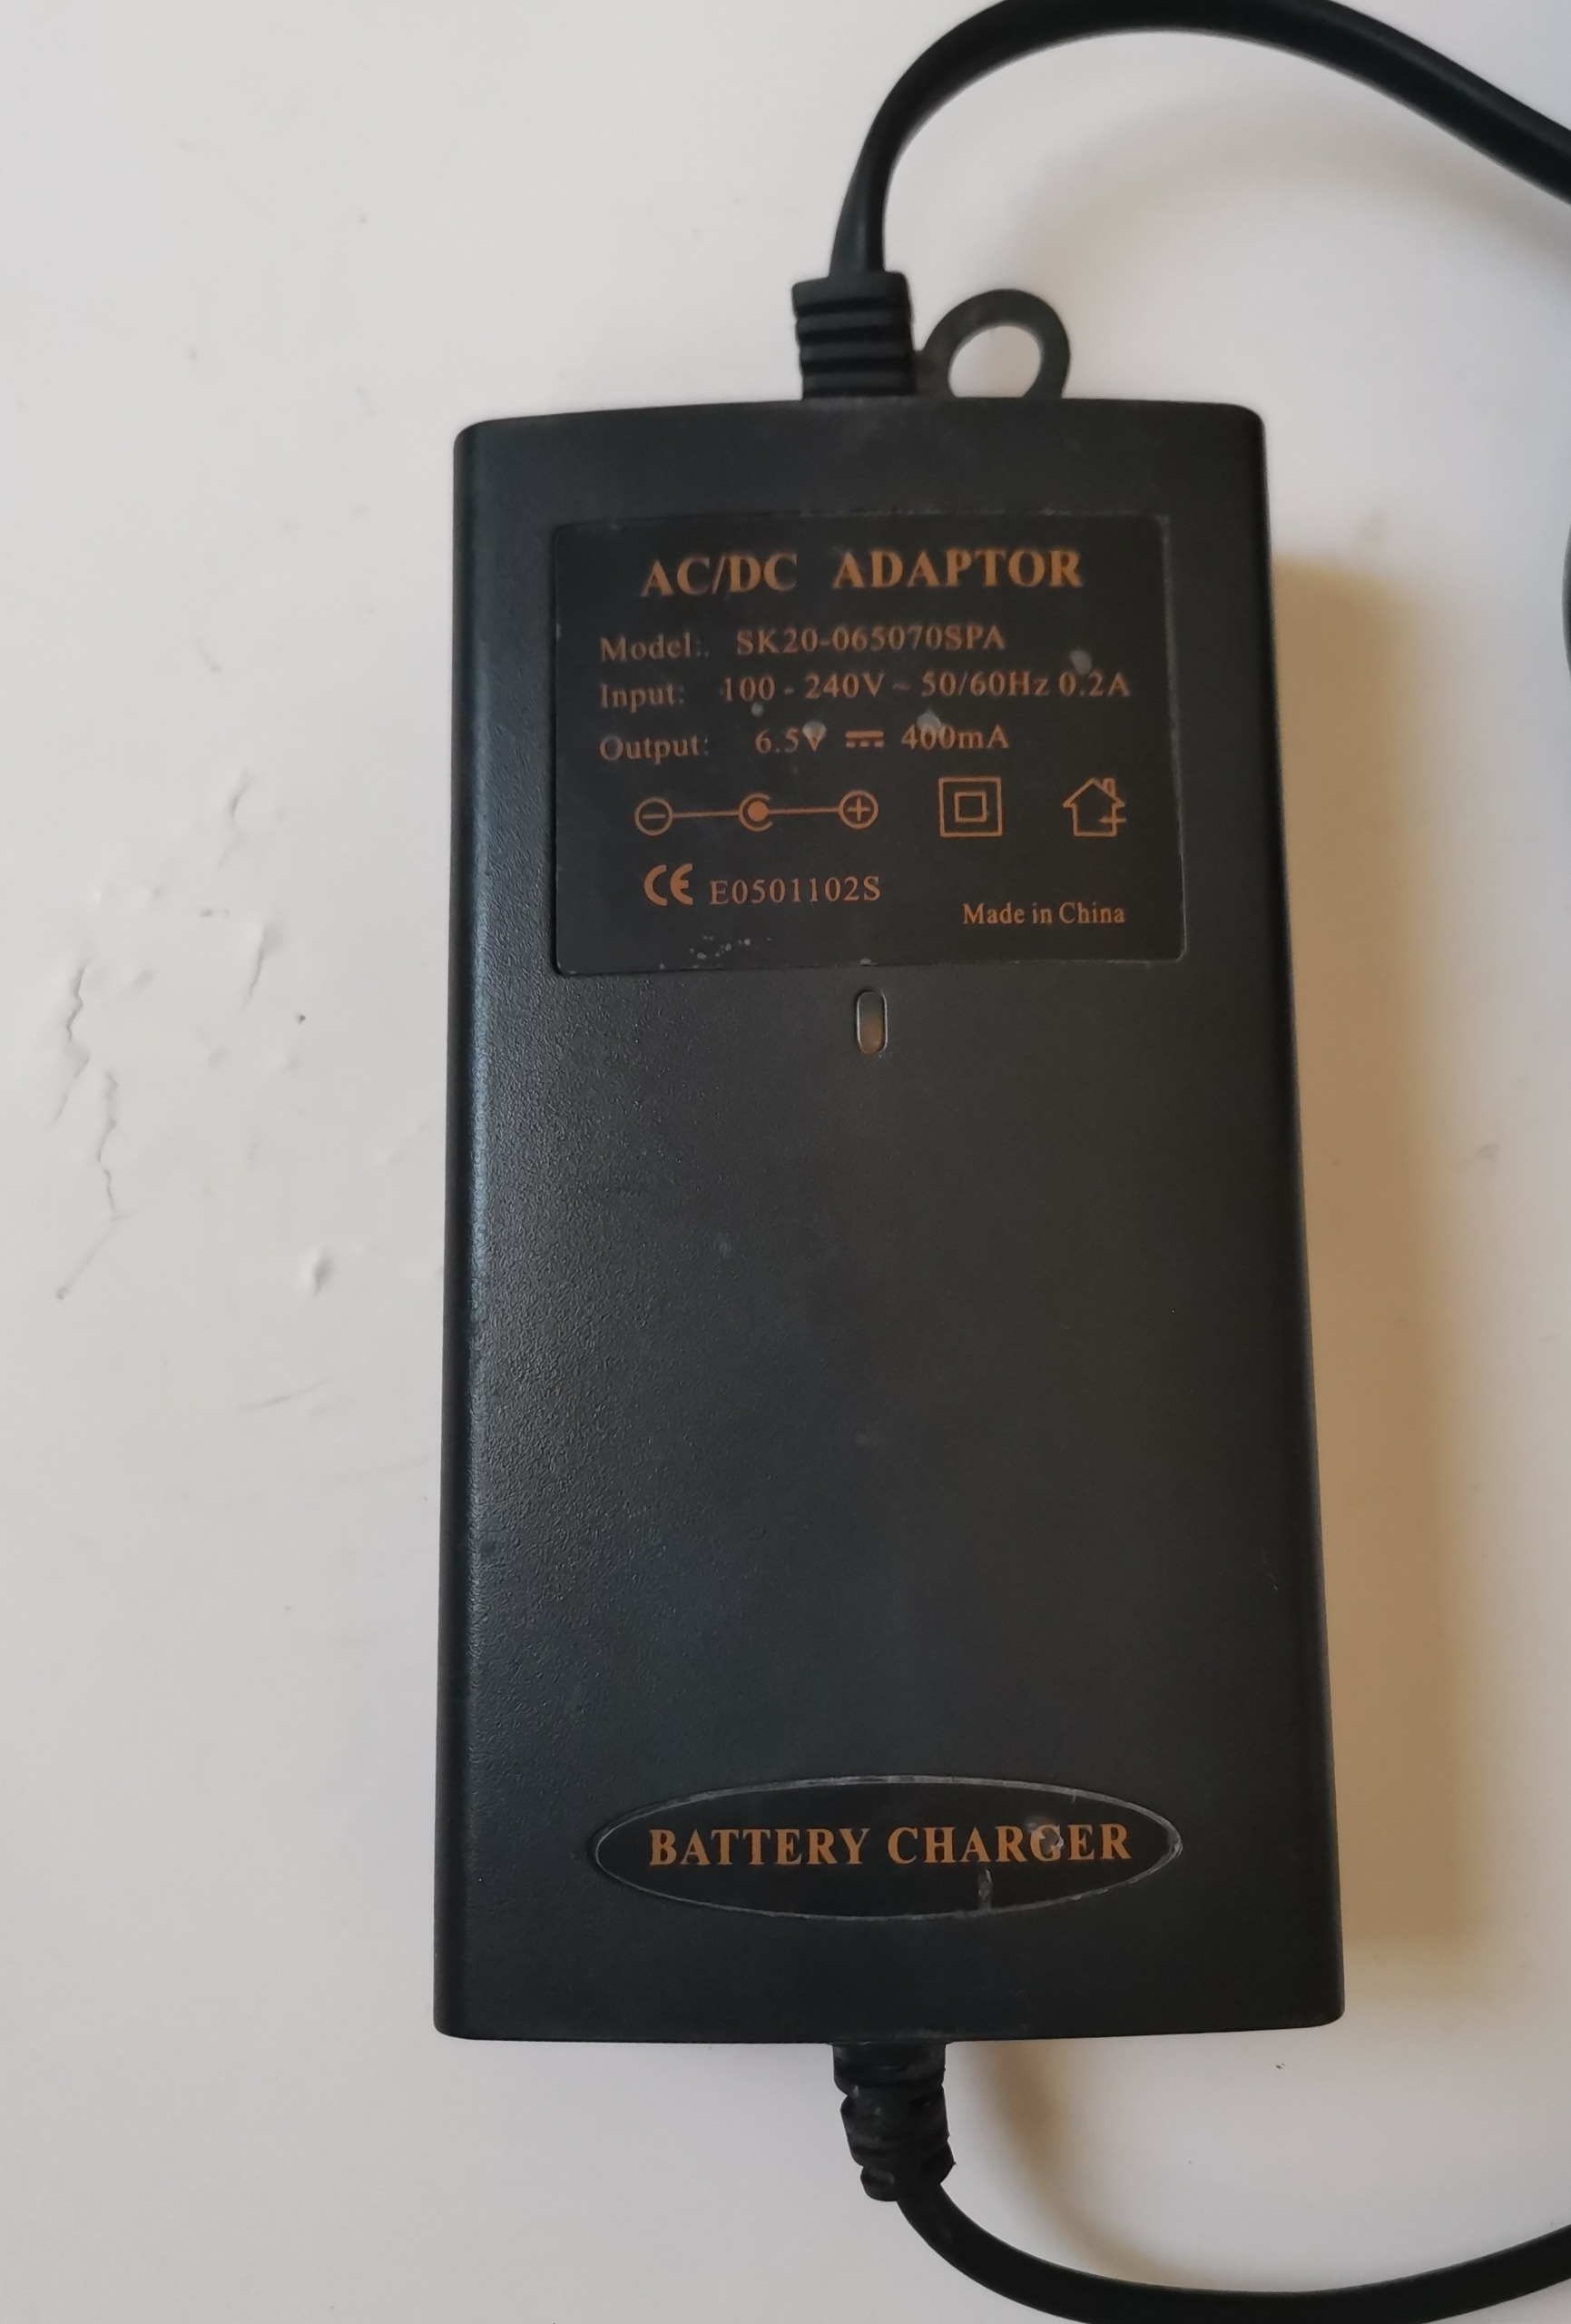 AC/DC ADAPTOR
Model:. SK20-065070SPA
Input: 100 - 240V ~ 50/60Hz 0.2A
Output: 6.5V ⎓ 400mA
CE E0501102S
Made in China
BATTERY CHARGER